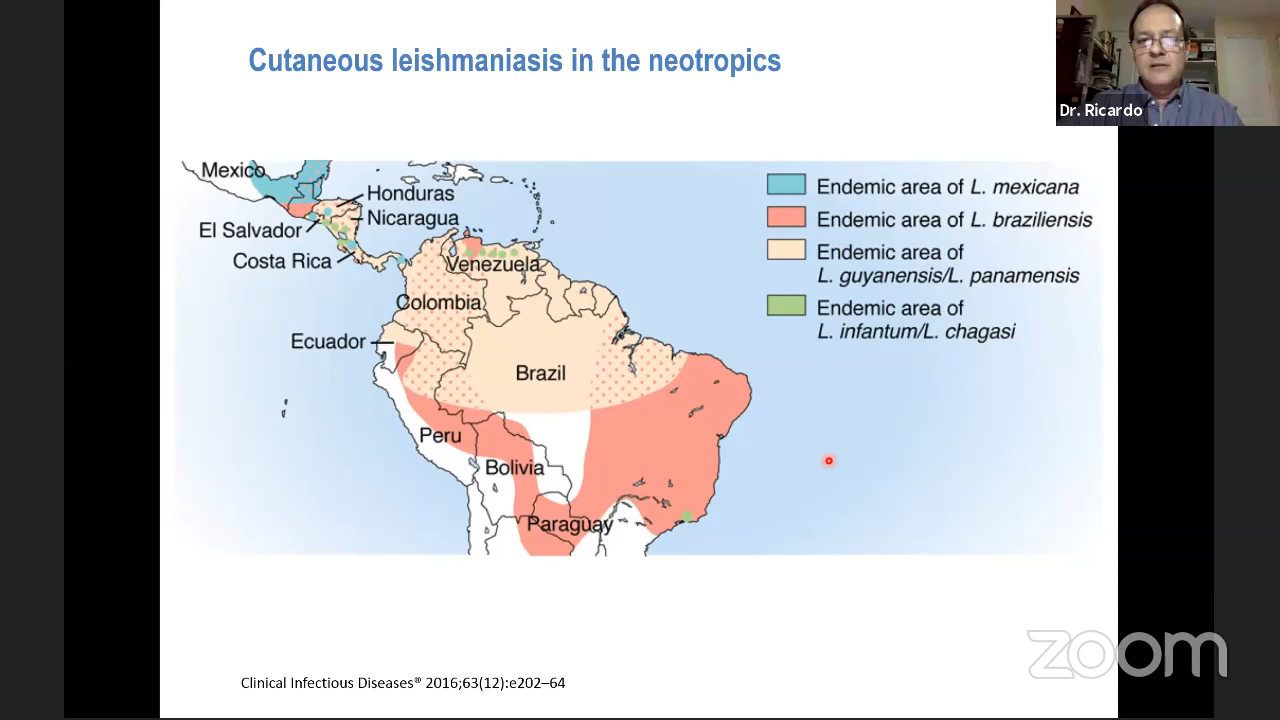 Cutaneous leishmaniasis in the neotropics
Dr. Ricardo
Mexico
Honduras
Nicaragua
El Salvador
Costa Rica
Venezuela
Colombia
Ecuador
Brazil
Peru
Bolivia
Paraguay
Endemic area of L. mexicana
Endemic area of L. braziliensis
Endemic area of
L. guyanensis/L. panamensis
Endemic area of
L. infantum/L. chagasi
Clinical Infectious Diseases® 2016;63(12):e202–64
zoom